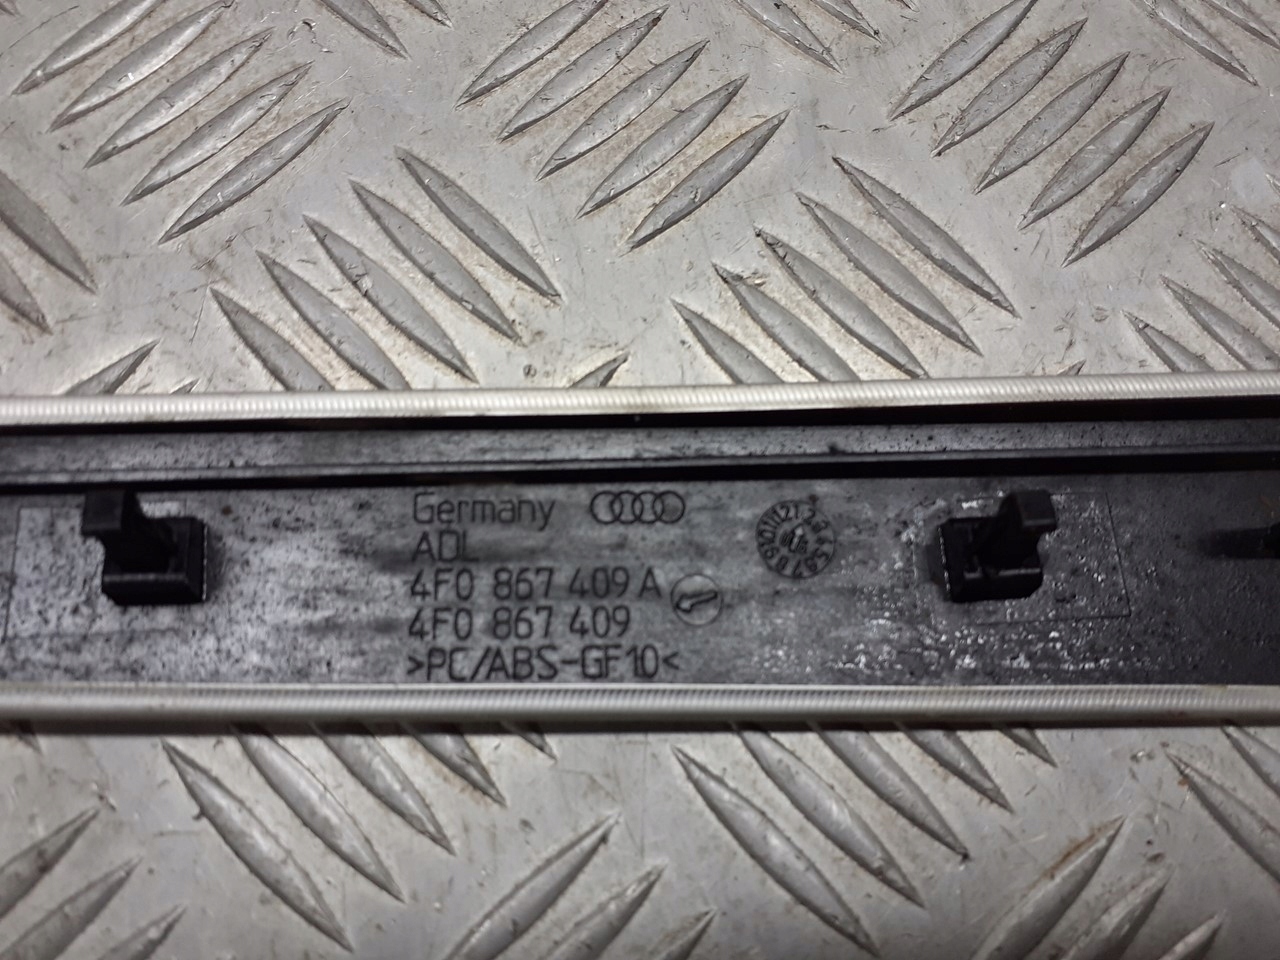 Germany
ADL
4F0 867 409 A
4F0 867 409
>PC/ABS-GF10<